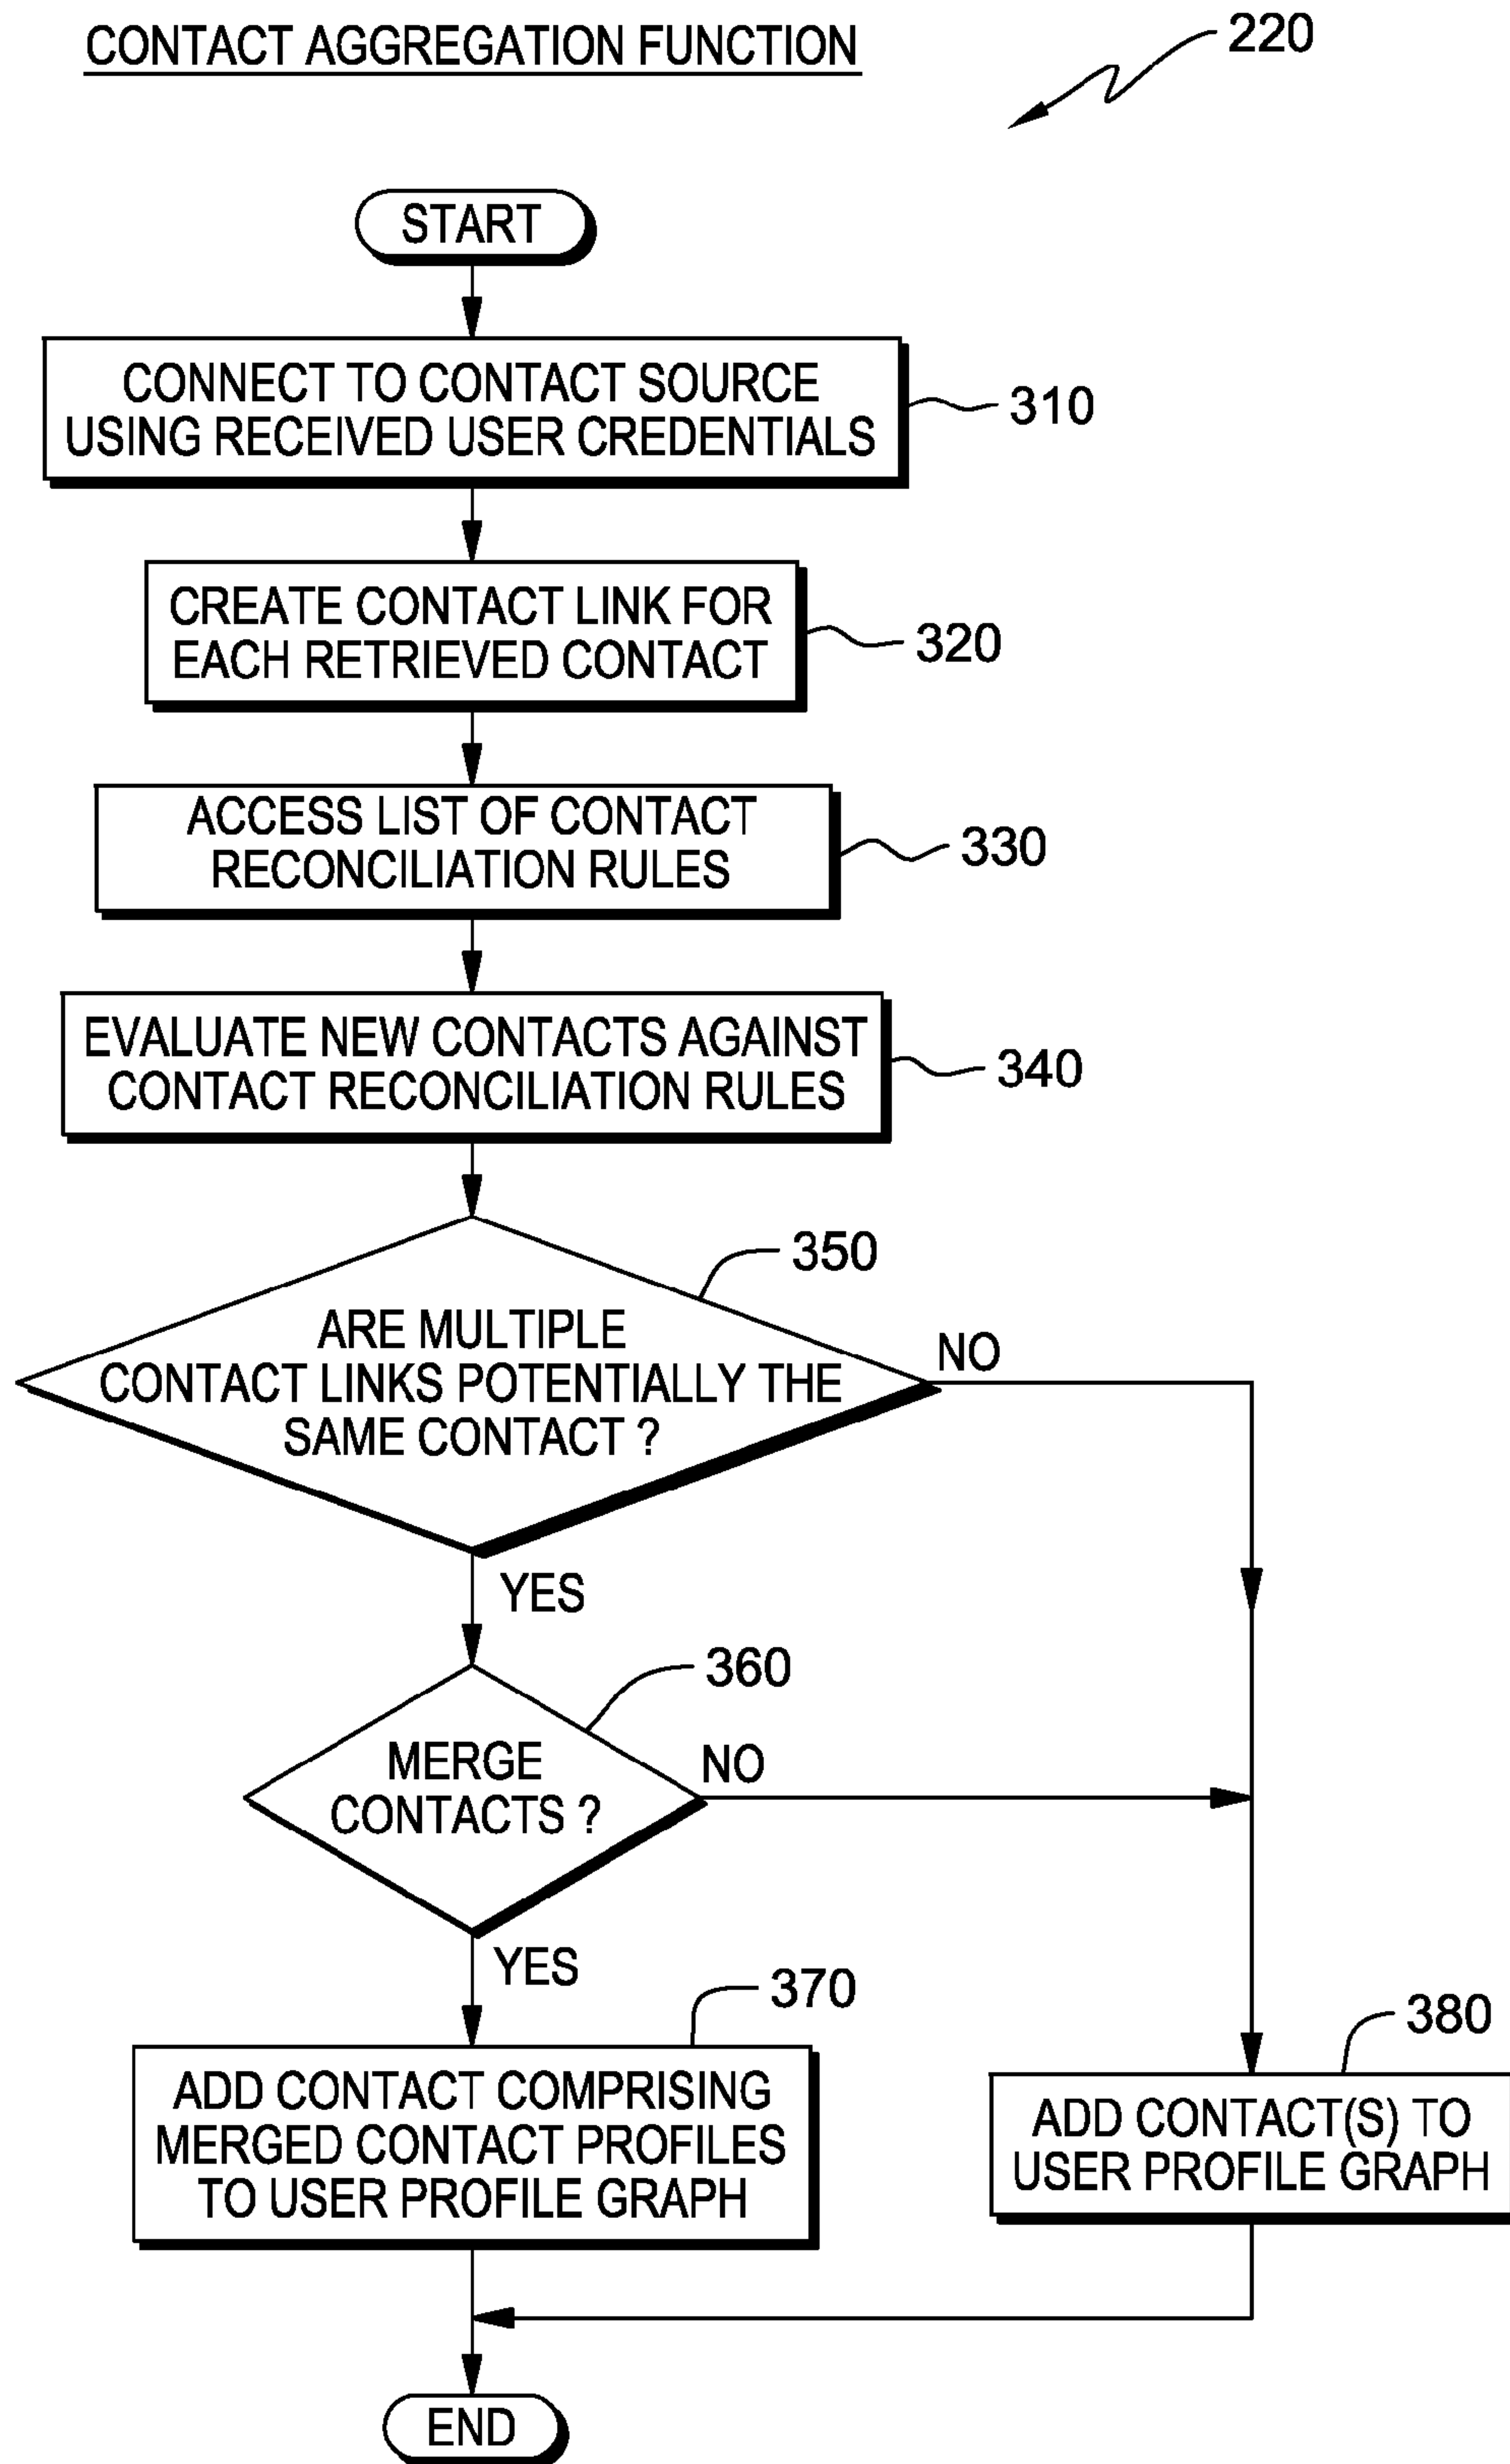 CONTACT AGGREGATION FUNCTION
220
START
CONNECT TO CONTACT SOURCE
USING RECEIVED USER CREDENTIALS
310
CREATE CONTACT LINK FOR
EACH RETRIEVED CONTACT
320
ACCESS LIST OF CONTACT
RECONCILIATION RULES
330
EVALUATE NEW CONTACTS AGAINST
CONTACT RECONCILIATION RULES
340
350
ARE MULTIPLE
CONTACT LINKS POTENTIALLY THE
SAME CONTACT ?
NO
YES
360
MERGE
CONTACTS ?
NO
YES
370
ADD CONTACT COMPRISING
MERGED CONTACT PROFILES
TO USER PROFILE GRAPH
380
ADD CONTACT(S) TO
USER PROFILE GRAPH
END